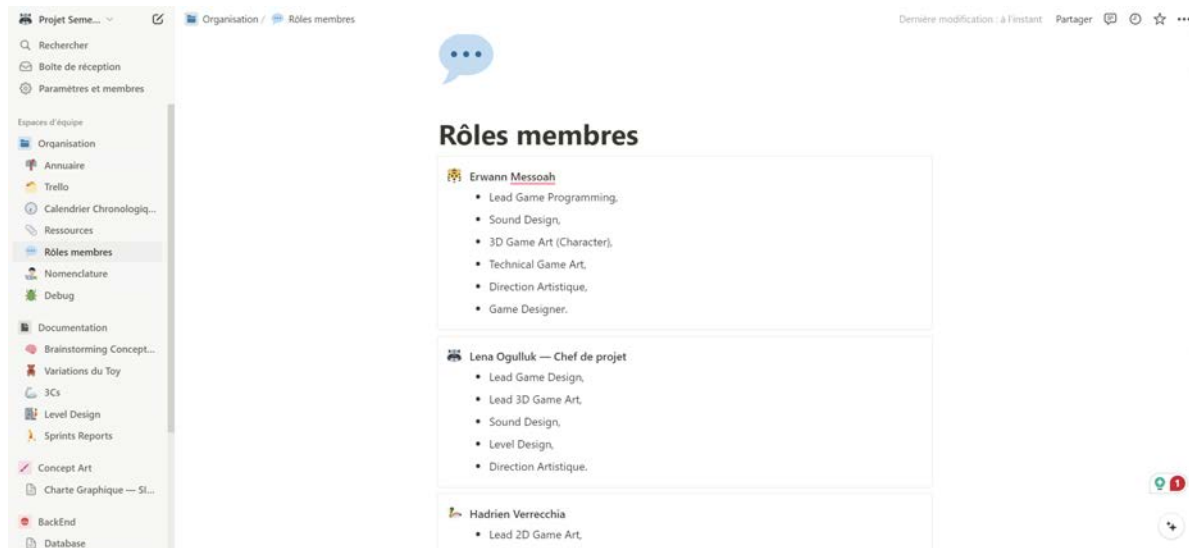 Projet Seme...
Organisation / Rôles membres
Dernière modification : à l'instant Partager
Rechercher
Boîte de réception
Paramètres et membres
Espaces d'équipe
Organisation
Annuaire
Trello
Calendrier Chronologiq...
Ressources
Rôles membres
Nomenclature
Debug
Documentation
Brainstorming Concept...
Variations du Toy
3Cs
Level Design
Sprints Reports
Concept Art
Charte Graphique — SI...
BackEnd
Database
Rôles membres
Erwann Messoah
• Lead Game Programming,
• Sound Design,
• 3D Game Art (Character),
• Technical Game Art,
• Direction Artistique,
• Game Designer.
Lena Ogulluk — Chef de projet
• Lead Game Design,
• Lead 3D Game Art,
• Sound Design,
• Level Design,
• Direction Artistique.
Hadrien Verrecchia
• Lead 2D Game Art,
1